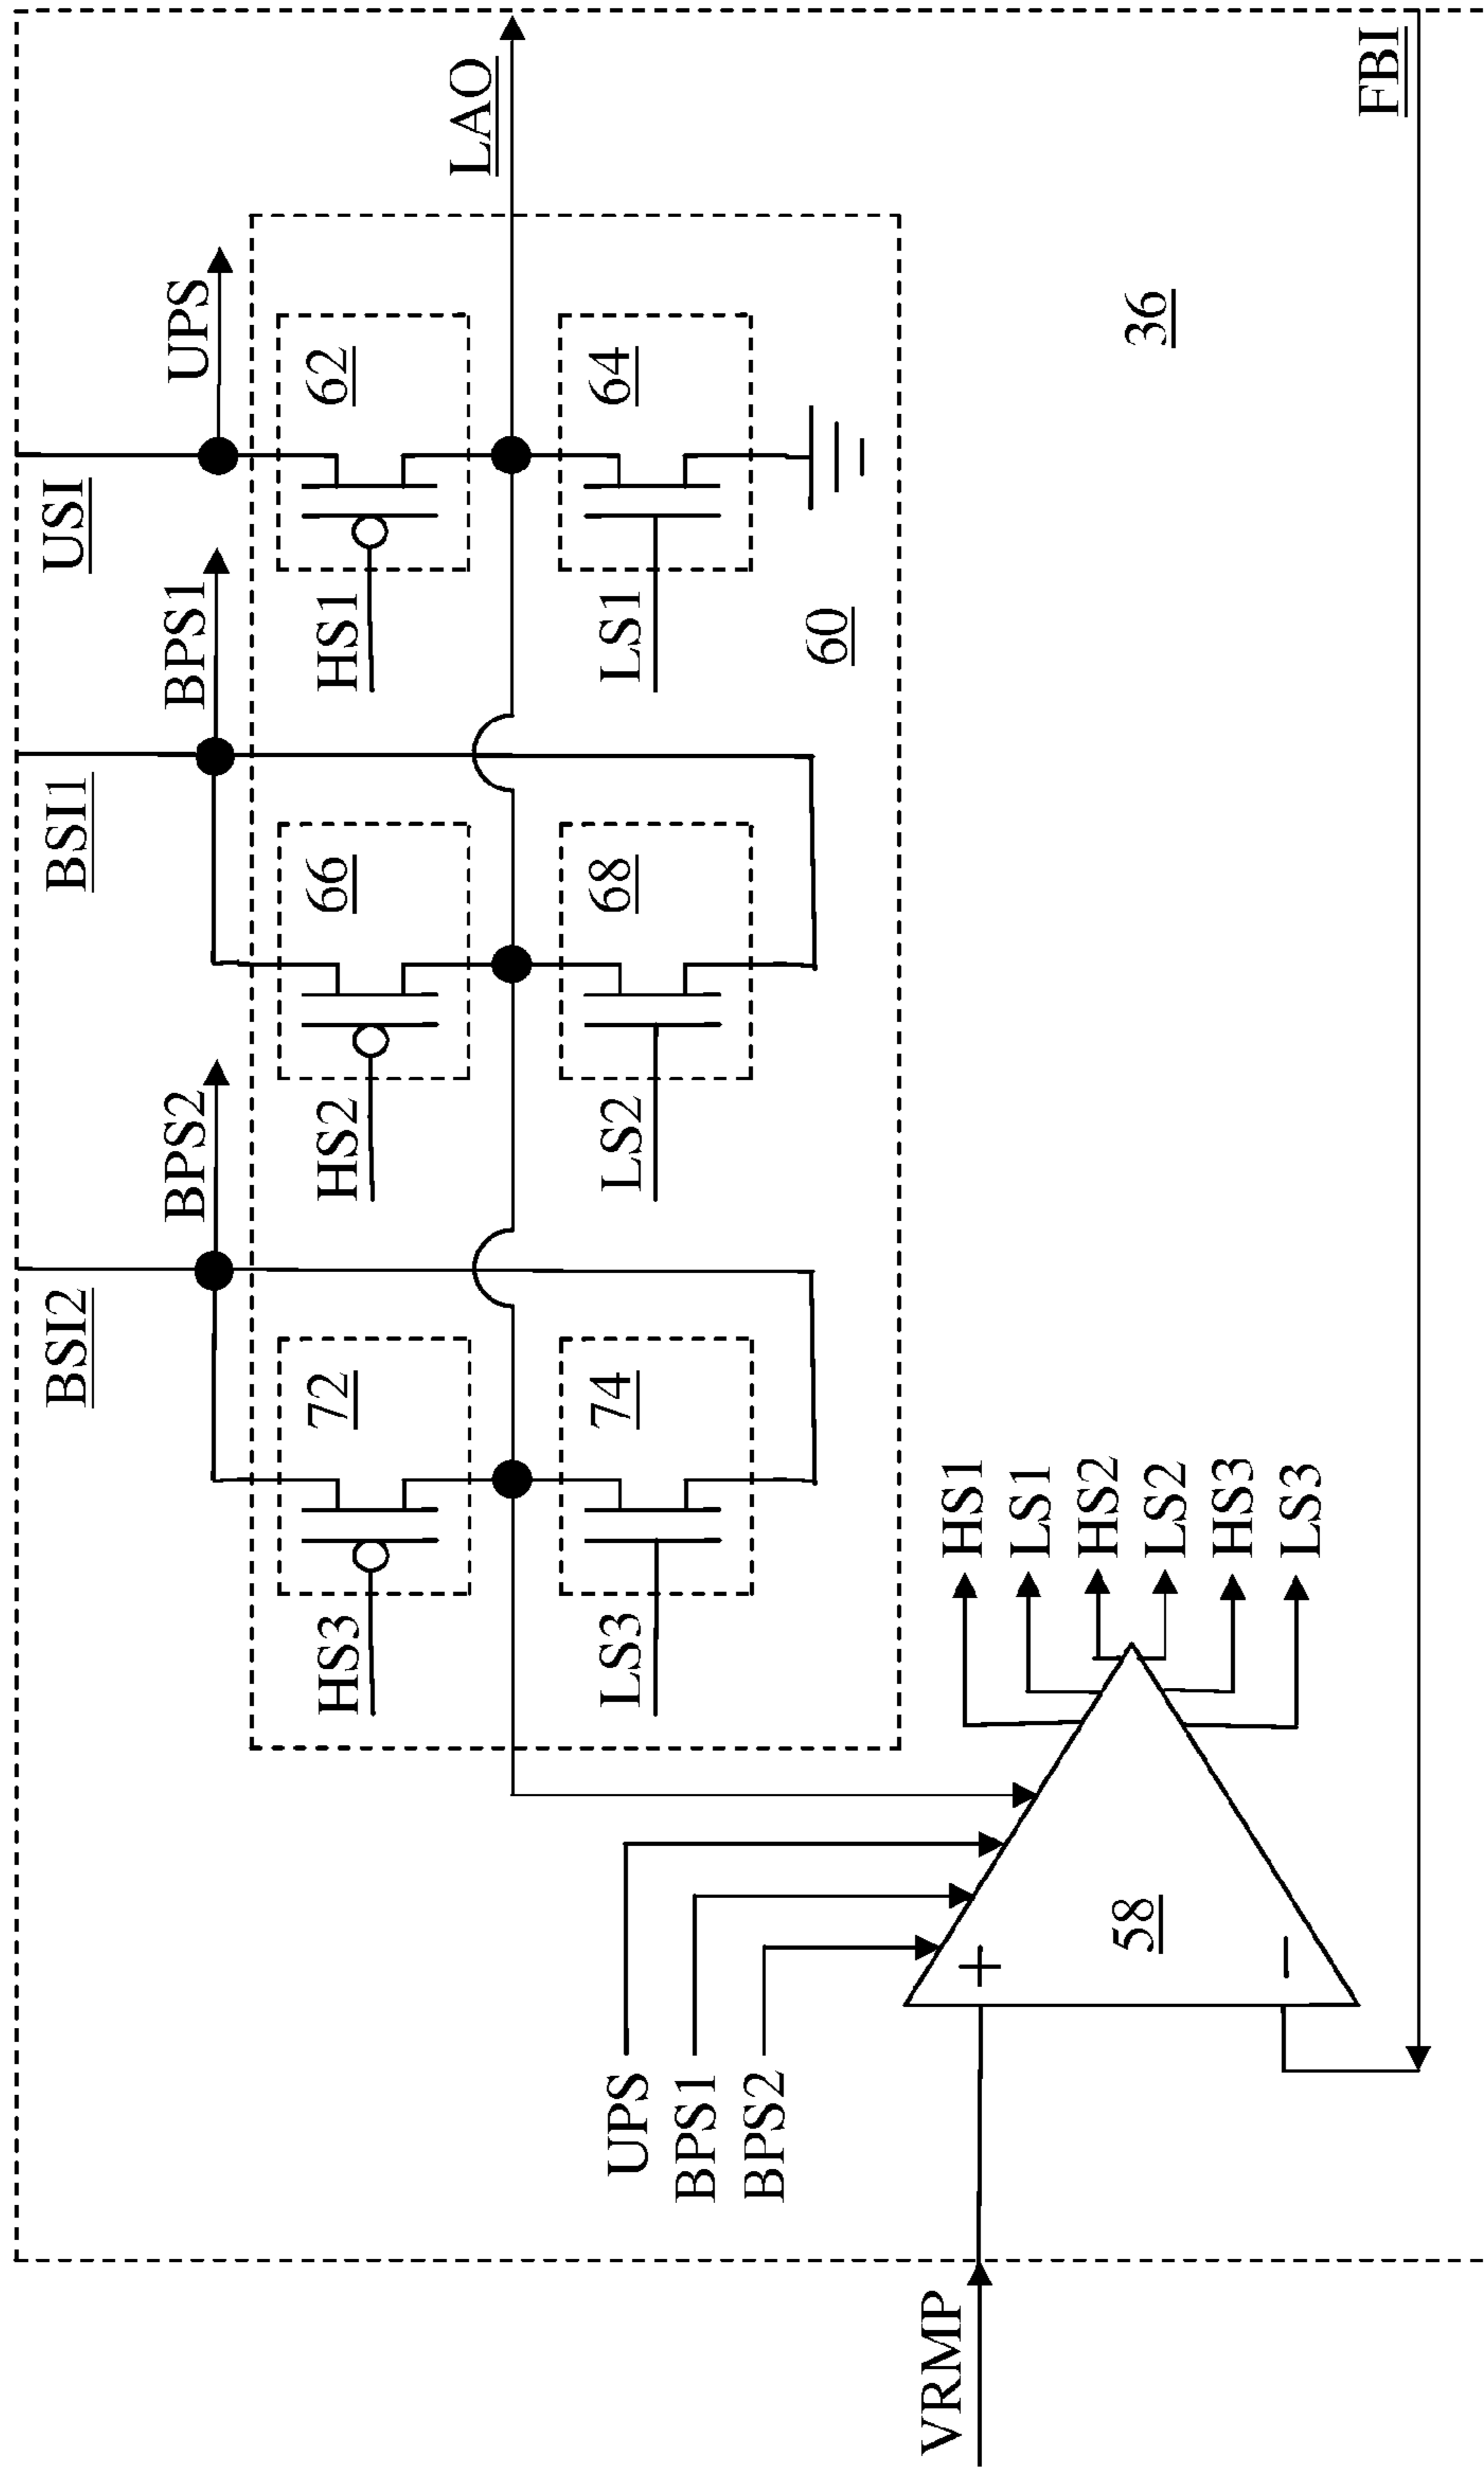 USI
BSI1
BSI2
UPS
BPS1
BPS2
LAO
62
HS1
66
HS2
72
HS3
64
LS1
68
LS2
74
LS3
60
36
UPS
BPS1
BPS2
HS1
LS1
HS2
LS2
HS3
LS3
VRMP
+
58
−
FBI